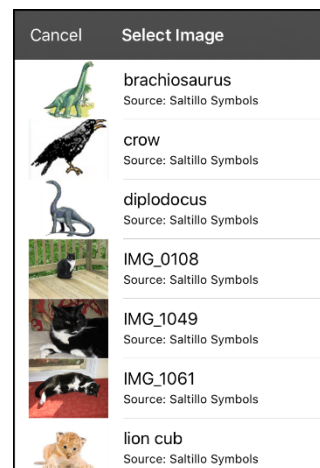 Cancel Select Image
brachiosaurus
Source: Saltillo Symbols
crow
Source: Saltillo Symbols
diplodocus
Source: Saltillo Symbols
IMG_0108
Source: Saltillo Symbols
IMG_1049
Source: Saltillo Symbols
IMG_1061
Source: Saltillo Symbols
lion cub
Source: Saltillo Symbols